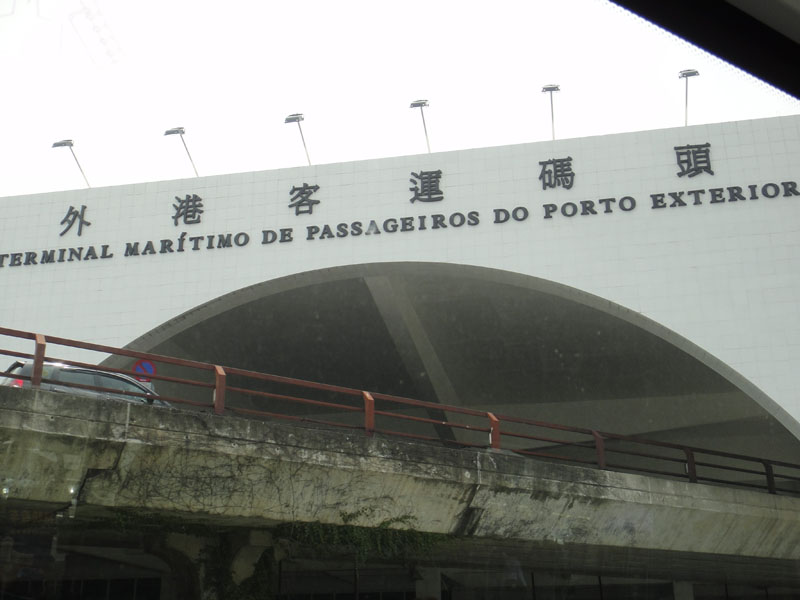 外港客運碼頭
TERMINAL MARÍTIMO DE PASSAGEIROS DO PORTO EXTERIOR